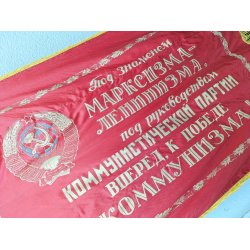 Под знаменем
МАРКСИЗМА-
ЛЕНИНИЗМА,
под руководством
КОММУНИСТИЧЕСКОЙ ПАРТИИ
ВПЕРЕД, К ПОБЕДЕ
КОММУНИЗМА